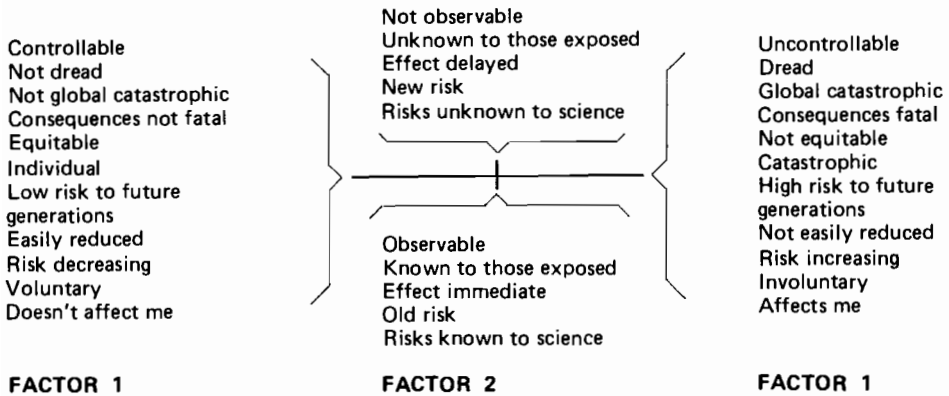 Controllable
Not dread
Not global catastrophic
Consequences not fatal
Equitable
Individual
Low risk to future
generations
Easily reduced
Risk decreasing
Voluntary
Doesn't affect me
FACTOR 1
Not observable
Unknown to those exposed
Effect delayed
New risk
Risks unknown to science
Observable
Known to those exposed
Effect immediate
Old risk
Risks known to science
FACTOR 2
Uncontrollable
Dread
Global catastrophic
Consequences fatal
Not equitable
Catastrophic
High risk to future
generations
Not easily reduced
Risk increasing
Involuntary
Affects me
FACTOR 1